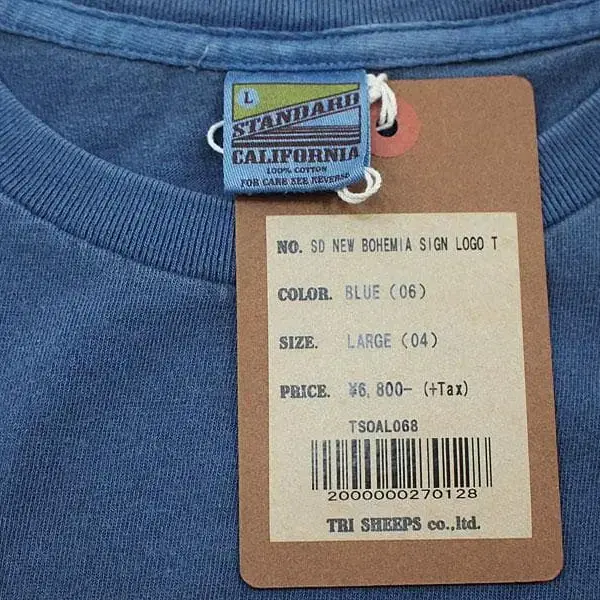 L
STANDARD
CALIFORNIA
100% COTTON
FOR CARE SEE REVERSE
NO. SD NEW BOHEMIA SIGN LOGO T
COLOR. BLUE (06)
SIZE. LARGE (04)
PRICE. ¥6,800- (+Tax)
TSOAL068
2000000270128
TRI SHEEPS co.,ltd.